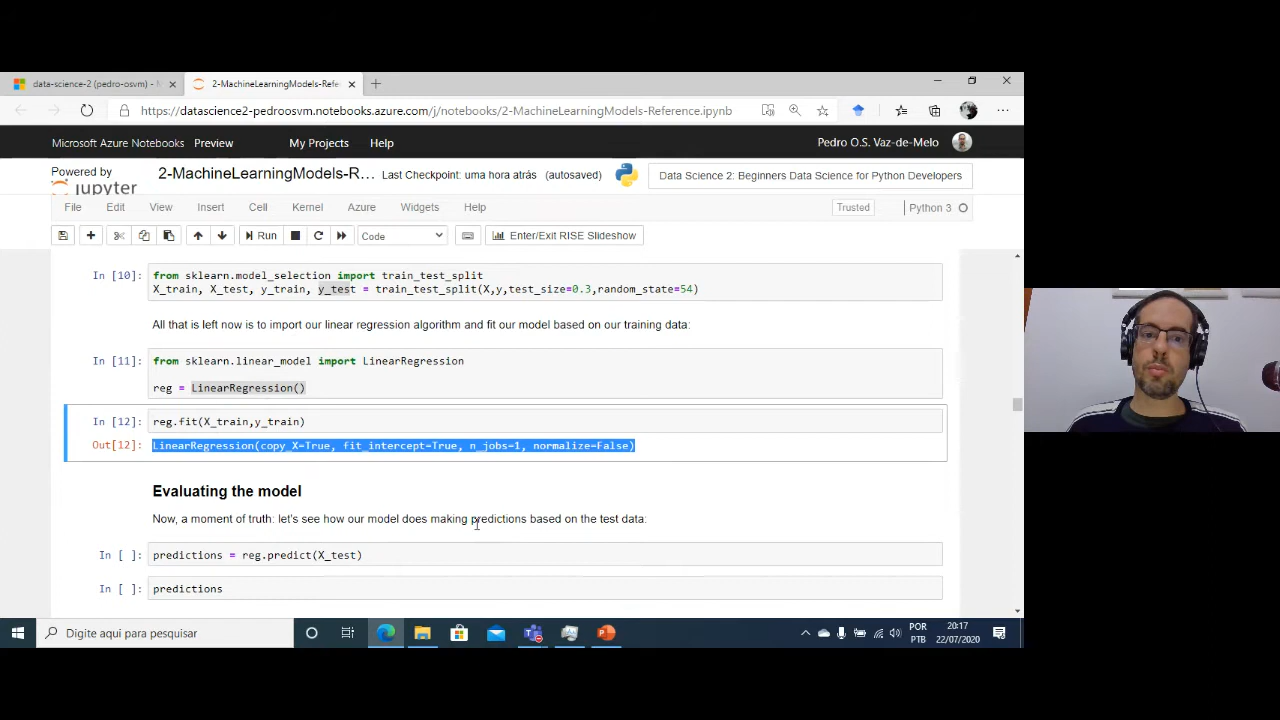 data-science-2 (pedro-osvm) - M
2-MachineLearningModels-Refe
https://datascience2-pedroosvm.notebooks.azure.com/j/notebooks/2-MachineLearningModels-Reference.ipynb
Microsoft Azure Notebooks Preview My Projects Help Pedro O.S. Vaz-de-Melo
Powered by
jupyter 2-MachineLearningModels-R... Last Checkpoint: uma hora atrás (autosaved) Data Science 2: Beginners Data Science for Python Developers
File Edit View Insert Cell Kernel Azure Widgets Help Trusted Python 3
Run Code Enter/Exit RISE Slideshow
In [10]: from sklearn.model_selection import train_test_split
X_train, X_test, y_train, y_test = train_test_split(X,y,test_size=0.3,random_state=54)
All that is left now is to import our linear regression algorithm and fit our model based on our training data:
In [11]: from sklearn.linear_model import LinearRegression
reg = LinearRegression()
In [12]: reg.fit(X_train,y_train)
Out[12]: LinearRegression(copy_X=True, fit_intercept=True, n_jobs=1, normalize=False)
Evaluating the model
Now, a moment of truth: let's see how our model does making predictions based on the test data:
In [ ]: predictions = reg.predict(X_test)
In [ ]: predictions
Digite aqui para pesquisar
POR 20:17
PTB 22/07/2020